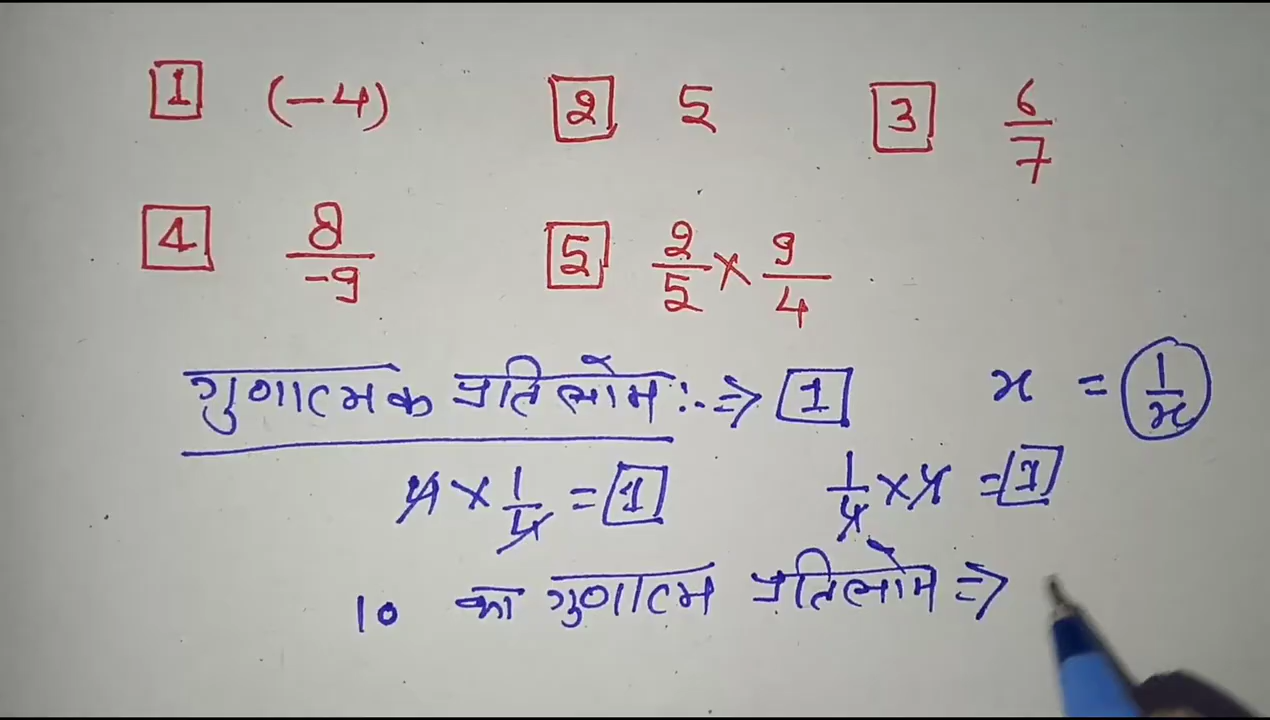 1 (-4) 2 5 3 6/7
4 8/-9 5 2/5 × 9/4
गुणात्मक प्रतिलोम :-⇒ 1 x = 1/x
4 × 1/4 = 1 1/4 × 4 = 1
10 का गुणात्म प्रतिलोम ⇒